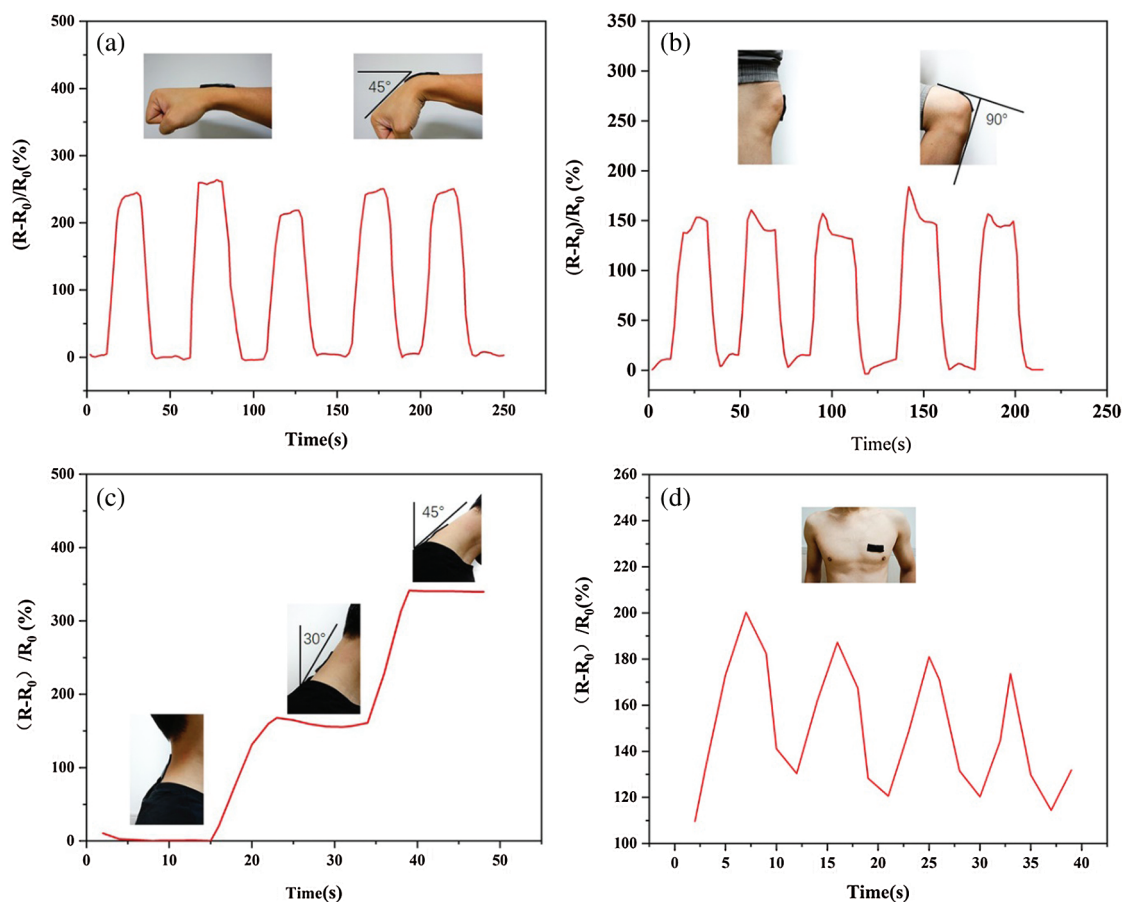 (a)
500
400
300
200
100
0
(R-R₀)/R₀(%)
45°
0 50 100 150 200 250
Time(s)
(b)
350
300
250
200
150
100
50
0
(R-R₀)/R₀ (%)
90°
0 50 100 150 200 250
Time(s)
(c)
500
400
300
200
100
0
（R-R₀）/R₀ (%)
30°
45°
0 10 20 30 40 50
Time(s)
(d)
260
240
220
200
180
160
140
120
100
（R-R₀）/R₀(%)
0 5 10 15 20 25 30 35 40
Time(s)